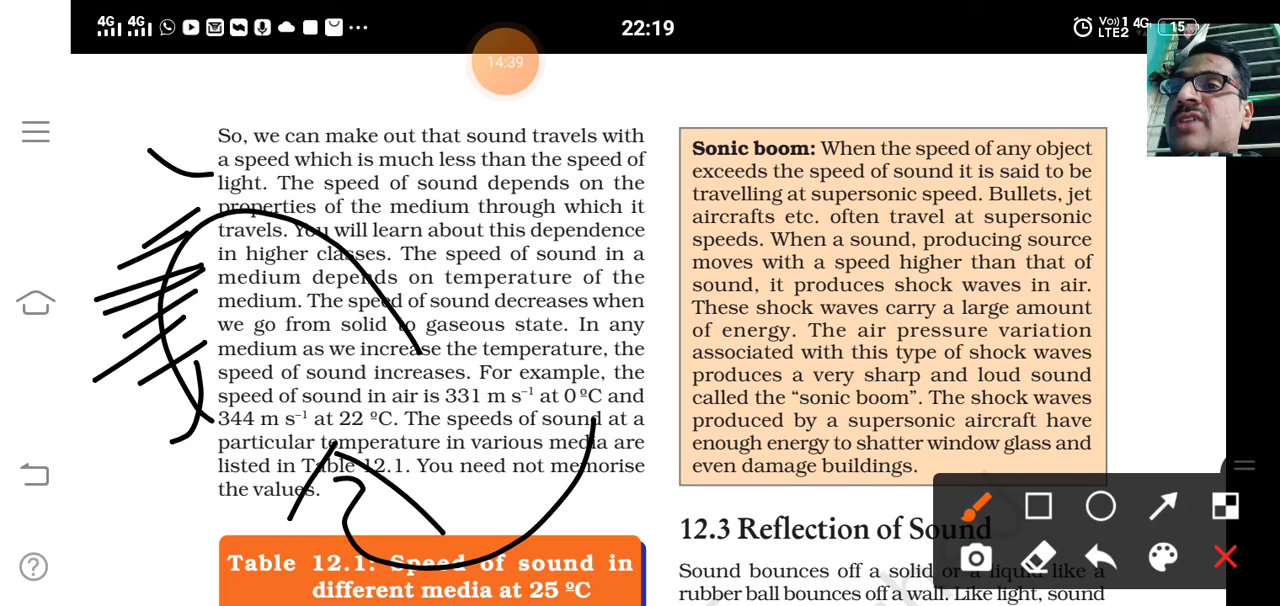 4G 4G
22:19
Vo)) 1 4G
LTE2
15
14:39
So, we can make out that sound travels with
a speed which is much less than the speed of
light. The speed of sound depends on the
properties of the medium through which it
travels. You will learn about this dependence
in higher classes. The speed of sound in a
medium depends on temperature of the
medium. The speed of sound decreases when
we go from solid to gaseous state. In any
medium as we increase the temperature, the
speed of sound increases. For example, the
speed of sound in air is 331 m s⁻¹ at 0 ºC and
344 m s⁻¹ at 22 ºC. The speeds of sound at a
particular temperature in various media are
listed in Table 12.1. You need not memorise
the values.
Table 12.1: Speed of sound in
different media at 25 ºC
Sonic boom: When the speed of any object
exceeds the speed of sound it is said to be
travelling at supersonic speed. Bullets, jet
aircrafts etc. often travel at supersonic
speeds. When a sound, producing source
moves with a speed higher than that of
sound, it produces shock waves in air.
These shock waves carry a large amount
of energy. The air pressure variation
associated with this type of shock waves
produces a very sharp and loud sound
called the “sonic boom”. The shock waves
produced by a supersonic aircraft have
enough energy to shatter window glass and
even damage buildings.
12.3 Reflection of Sound
Sound bounces off a solid or a liquid like a
rubber ball bounces off a wall. Like light, sound